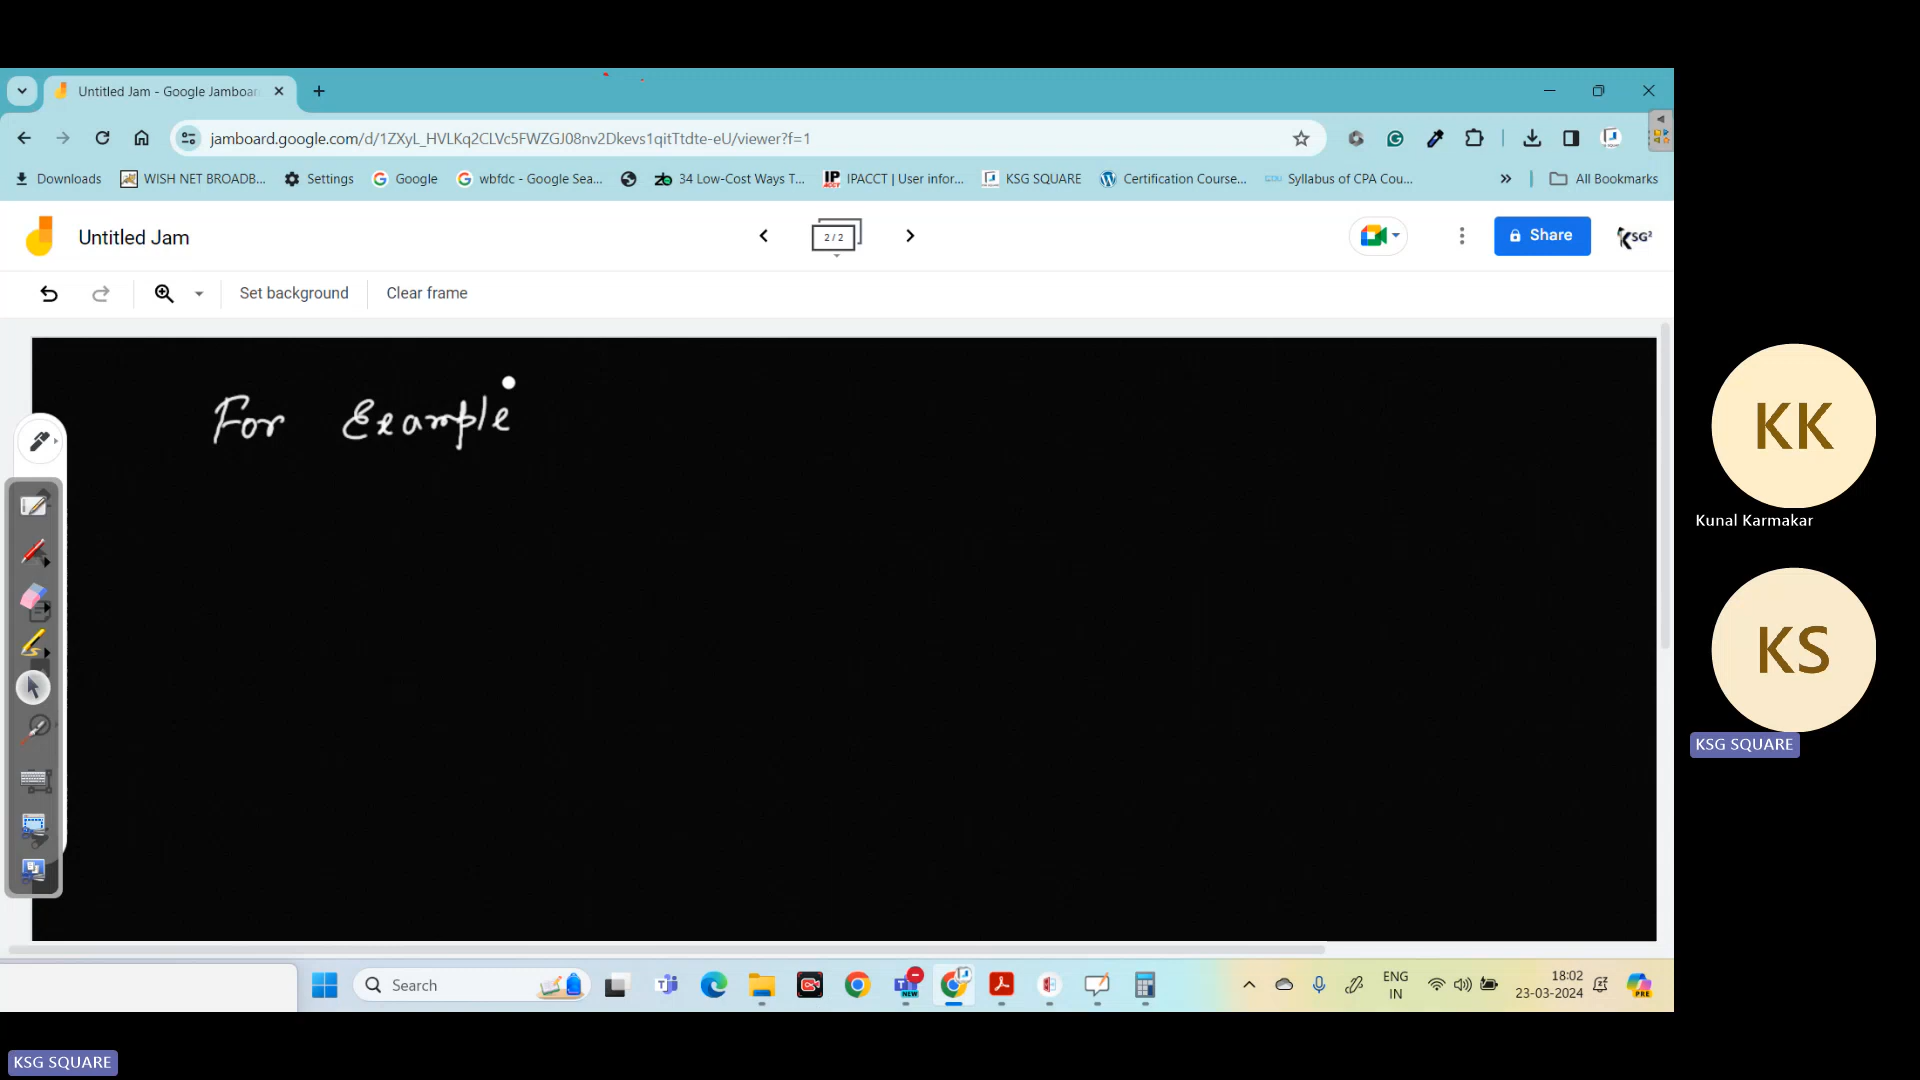 Untitled Jam - Google Jamboar
jamboard.google.com/d/1ZXyL_HVLKq2CLVc5FWZGJ08nv2Dkevs1qitTtdte-eU/viewer?f=1
Downloads WISH NET BROADB... Settings Google wbfdc - Google Sea... 34 Low-Cost Ways T... IPACCT | User infor... KSG SQUARE Certification Course... Syllabus of CPA Cou... » All Bookmarks
Untitled Jam 2 / 2 Share KSG²
Set background Clear frame
For Example
KK
Kunal Karmakar
KS
KSG SQUARE
Search ENG IN 18:02 23-03-2024
KSG SQUARE